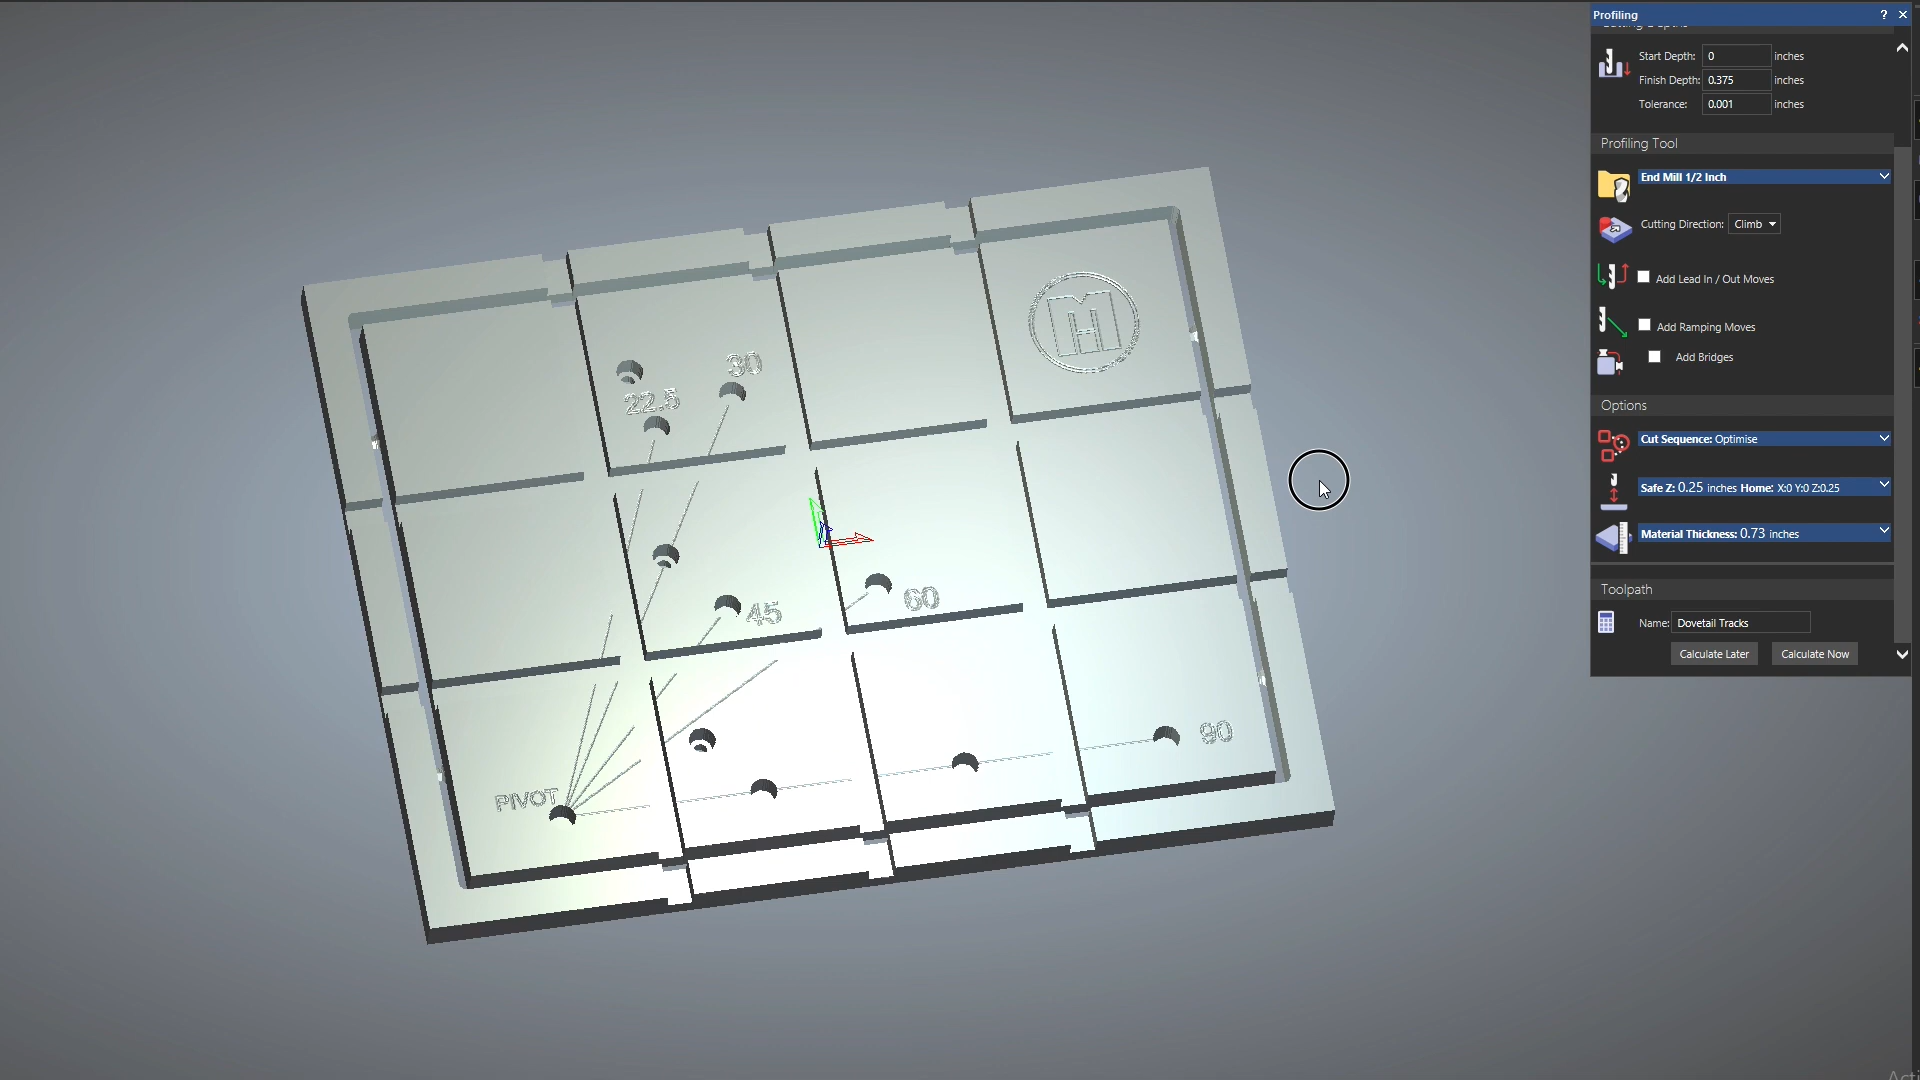 Profiling ? ×
Start Depth: 0 inches
Finish Depth: 0.375 inches
Tolerance: 0.001 inches
Profiling Tool
End Mill 1/2 Inch
Cutting Direction: Climb
Add Lead In / Out Moves
Add Ramping Moves
Add Bridges
Options
Cut Sequence: Optimise
Safe Z: 0.25 inches Home: X:0 Y:0 Z:0.25
Material Thickness: 0.73 inches
Toolpath
Name: Dovetail Tracks
Calculate Later Calculate Now
30
22.5
45
60
90
PIVOT